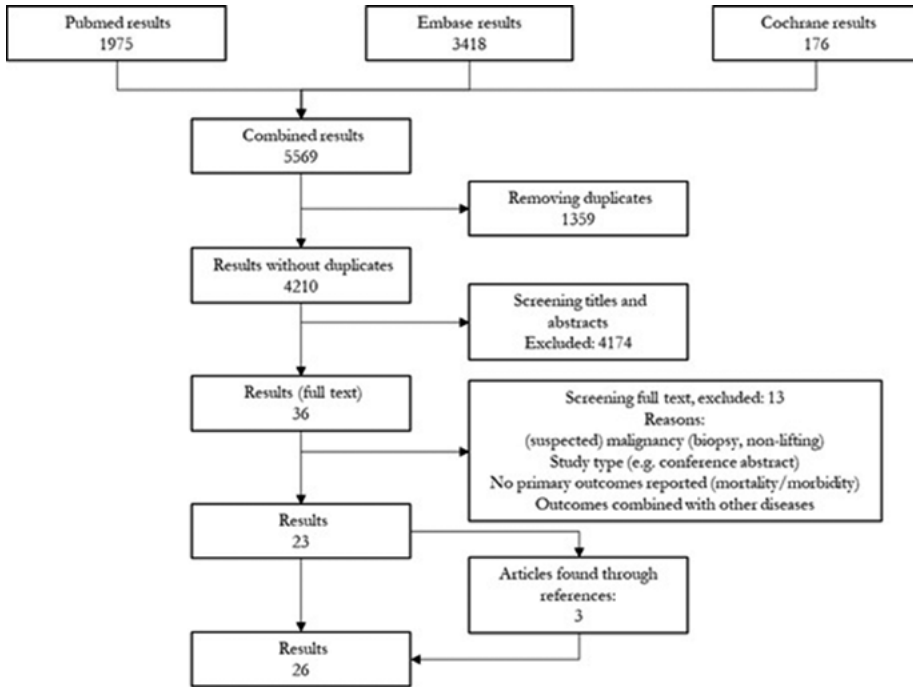 Pubmed results
1975
Embase results
3418
Cochrane results
176
Combined results
5569
Removing duplicates
1359
Results without duplicates
4210
Screening titles and
abstracts
Excluded: 4174
Results (full text)
36
Screening full text, excluded: 13
Reasons:
(suspected) malignancy (biopsy, non-lifting)
Study type (e.g. conference abstract)
No primary outcomes reported (mortality/morbidity)
Outcomes combined with other diseases
Results
23
Articles found through
references:
3
Results
26